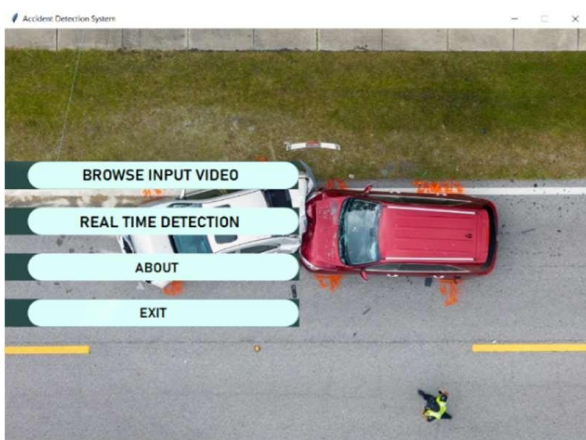 Accident Detection System
BROWSE INPUT VIDEO
REAL TIME DETECTION
ABOUT
EXIT